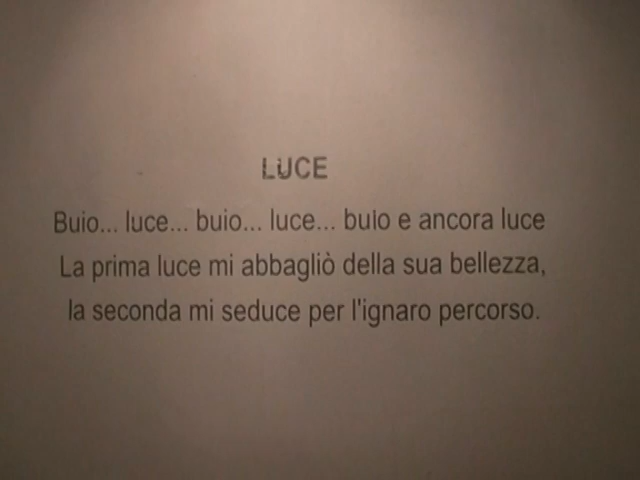 LUCE
Buio... luce... buio... luce... buio e ancora luce
La prima luce mi abbagliò della sua bellezza,
la seconda mi seduce per l'ignaro percorso.